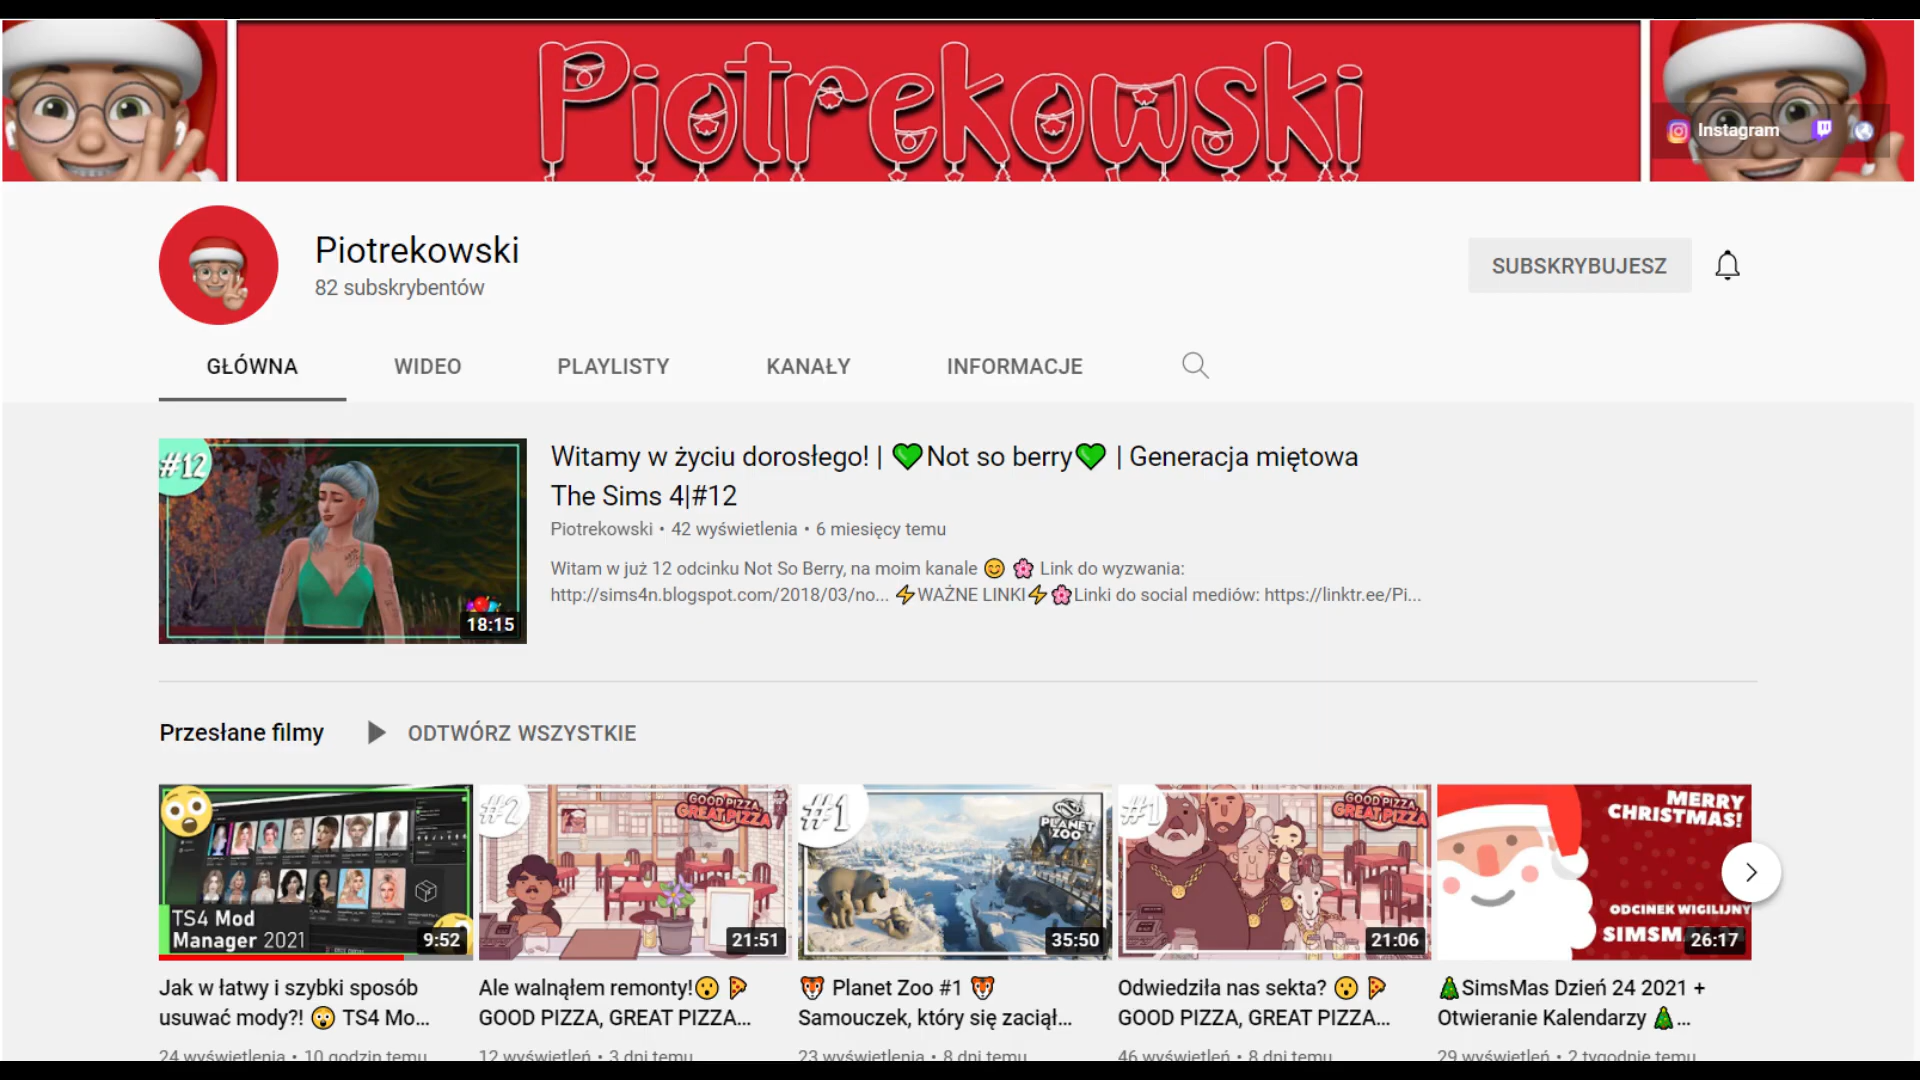 Piotrekowski
Instagram
Piotrekowski
82 subskrybentów
SUBSKRYBUJESZ
GŁÓWNA
WIDEO
PLAYLISTY
KANAŁY
INFORMACJE
#12
18:15
Witamy w życiu dorosłego! | 💚Not so berry💚 | Generacja miętowa
The Sims 4|#12
Piotrekowski • 42 wyświetlenia • 6 miesięcy temu
Witam w już 12 odcinku Not So Berry, na moim kanale 😊 🌸 Link do wyzwania:
http://sims4n.blogspot.com/2018/03/no... ⚡WAŻNE LINKI⚡🌸Linki do social mediów: https://linktr.ee/Pi...
Przesłane filmy
ODTWÓRZ WSZYSTKIE
TS4 Mod
Manager 2021
9:52
#2
GOOD PIZZA,
GREAT PIZZA
21:51
#1
PLANET
ZOO
35:50
#1
GOOD PIZZA,
GREAT PIZZA
21:06
MERRY
CHRISTMAS!
ODCINEK WIGILIJNY
SIMSM
26:17
Jak w łatwy i szybki sposób
usuwać mody?! 😲 TS4 Mo...
24 wyświetlenia • 10 godzin temu
Ale walnąłem remonty!😮 🍕
GOOD PIZZA, GREAT PIZZA...
12 wyświetleń • 3 dni temu
🐯 Planet Zoo #1 🐯
Samouczek, który się zaciął...
23 wyświetlenia • 8 dni temu
Odwiedziła nas sekta? 😮 🍕
GOOD PIZZA, GREAT PIZZA...
46 wyświetleń • 8 dni temu
🎄SimsMas Dzień 24 2021 +
Otwieranie Kalendarzy 🎄...
29 wyświetleń • 2 tygodnie temu